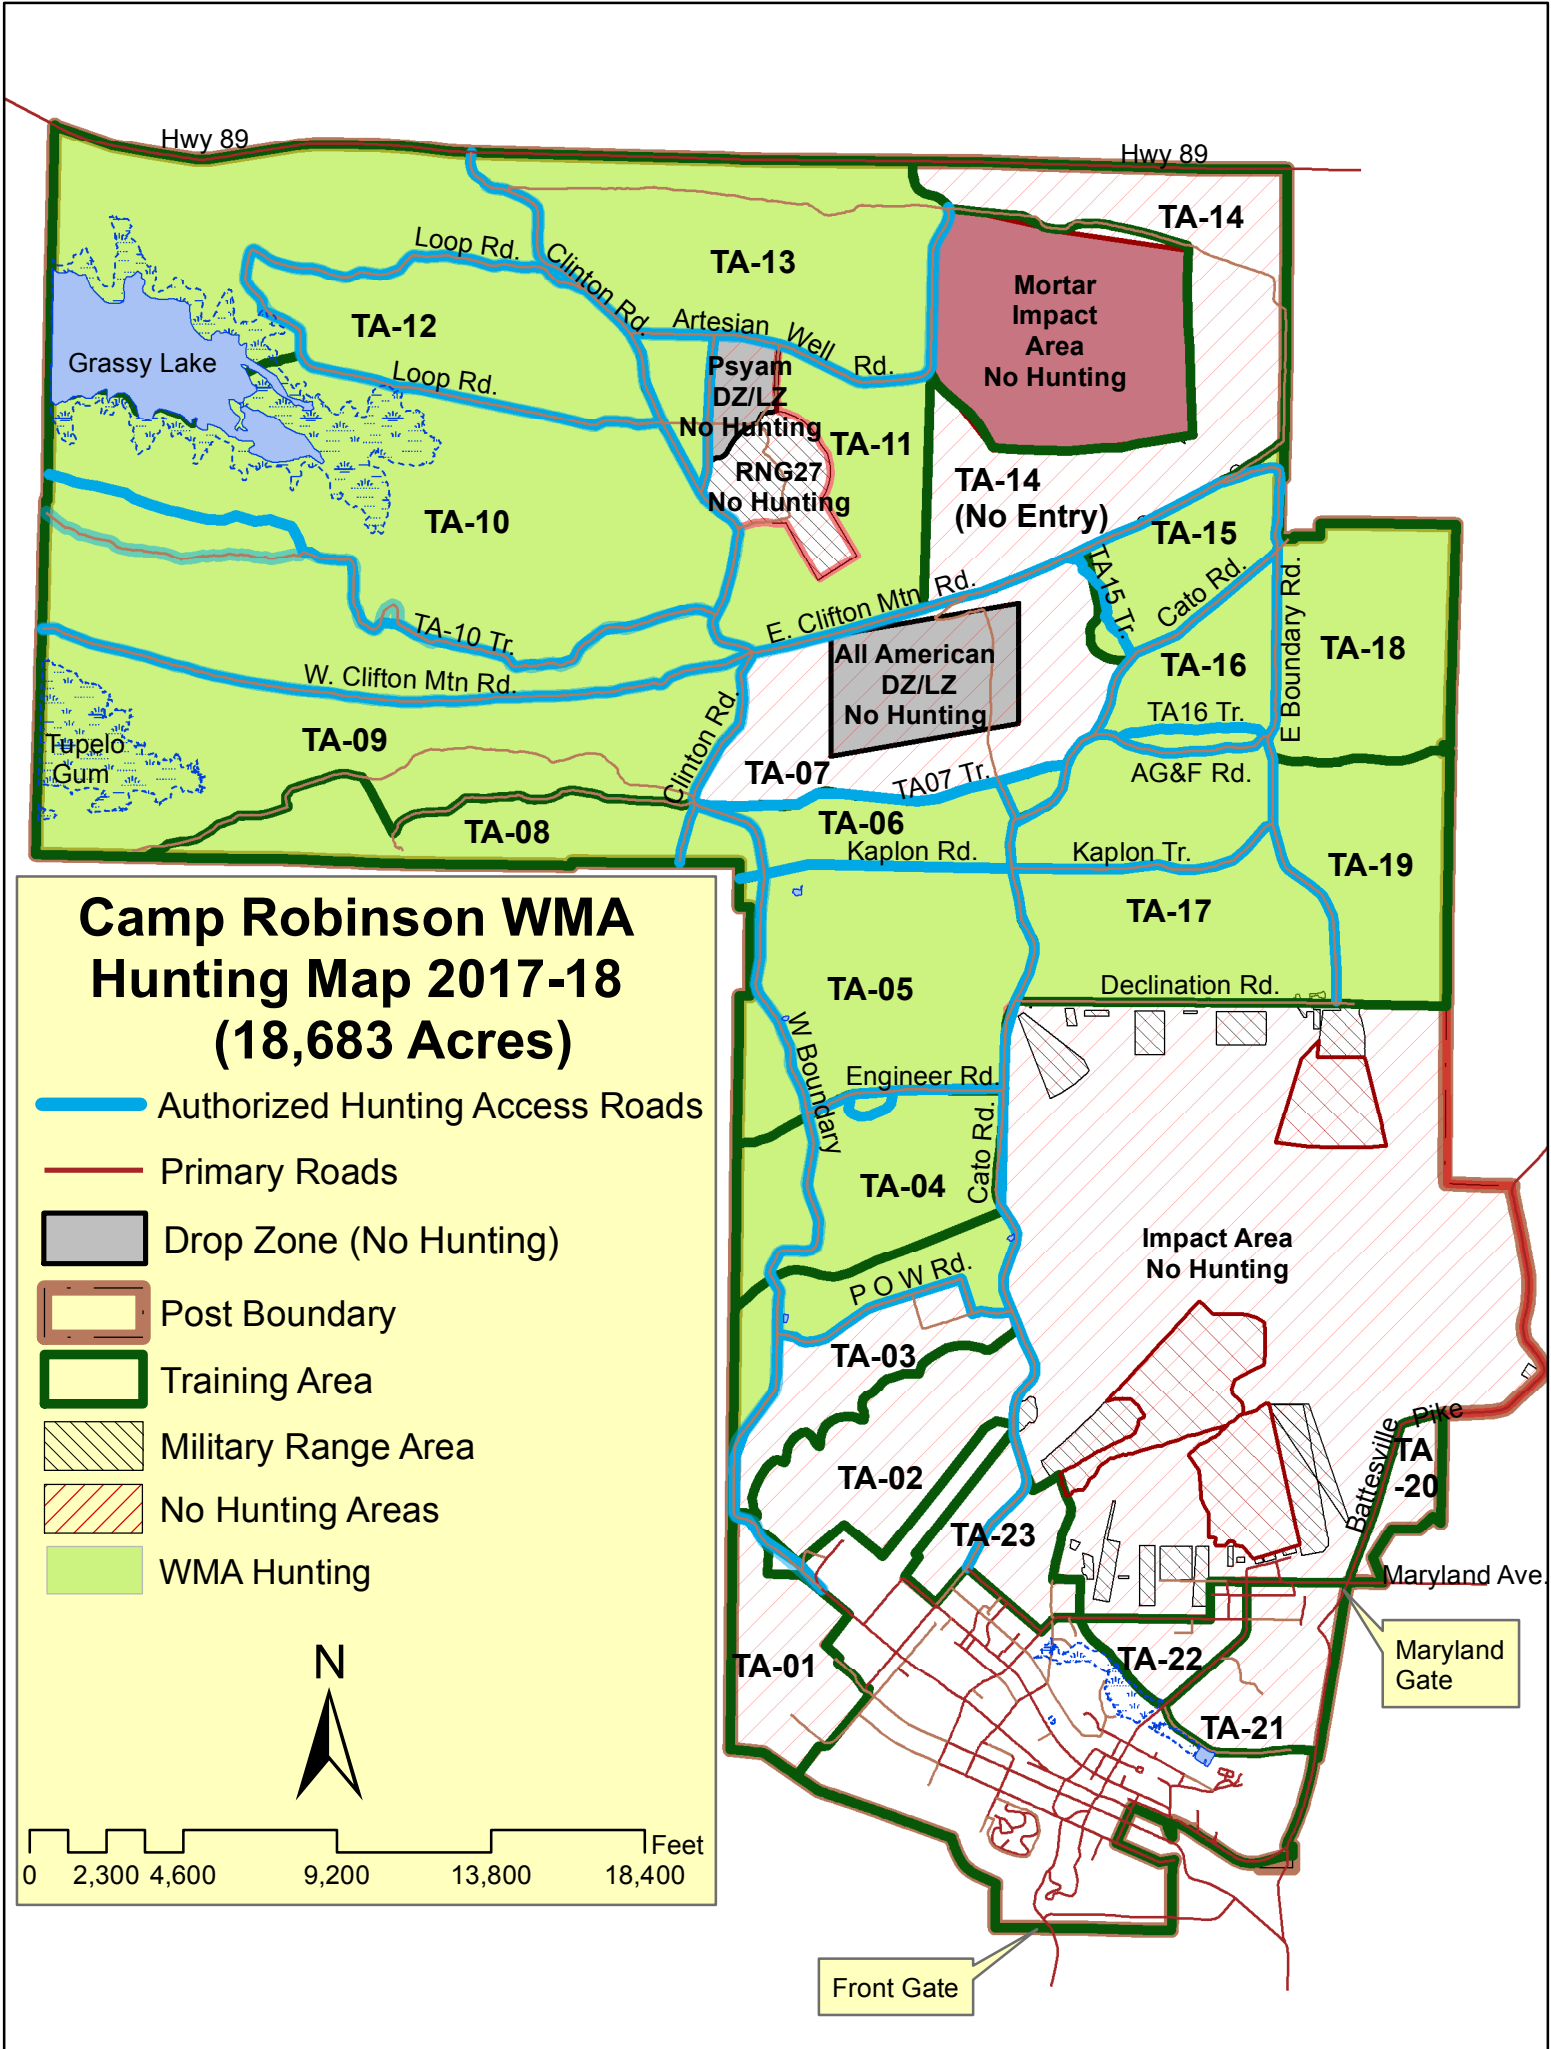 Hwy 89
Hwy 89
TA-14
Loop Rd.
Clinton Rd.
TA-13
Mortar
Impact
Area
No Hunting
TA-12
Artesian Well Rd.
Grassy Lake
Loop Rd.
Psyam
DZ/LZ
No Hunting
TA-11
RNG27
No Hunting
TA-14
(No Entry)
TA-10
TA-15
TA15 Tr.
Cato Rd.
E. Clifton Mtn Rd.
E Boundary Rd.
TA-10 Tr.
TA-18
All American
DZ/LZ
No Hunting
TA-16
W. Clifton Mtn Rd.
TA16 Tr.
Clinton Rd.
TA-09
Tupelo
Gum
TA-07
TA07 Tr.
AG&F Rd.
TA-08
TA-06
Kaplon Rd.
Kaplon Tr.
TA-19
TA-17
TA-05
Declination Rd.
W Boundary
Engineer Rd.
Cato Rd.
TA-04
Impact Area
No Hunting
P O W Rd.
TA-03
Battesville Pike
TA
-20
TA-02
TA-23
Maryland Ave.
Maryland
Gate
TA-01
TA-22
TA-21
Front Gate
Camp Robinson WMA
Hunting Map 2017-18
(18,683 Acres)
Authorized Hunting Access Roads
Primary Roads
Drop Zone (No Hunting)
Post Boundary
Training Area
Military Range Area
No Hunting Areas
WMA Hunting
N
Feet
0 2,300 4,600 9,200 13,800 18,400